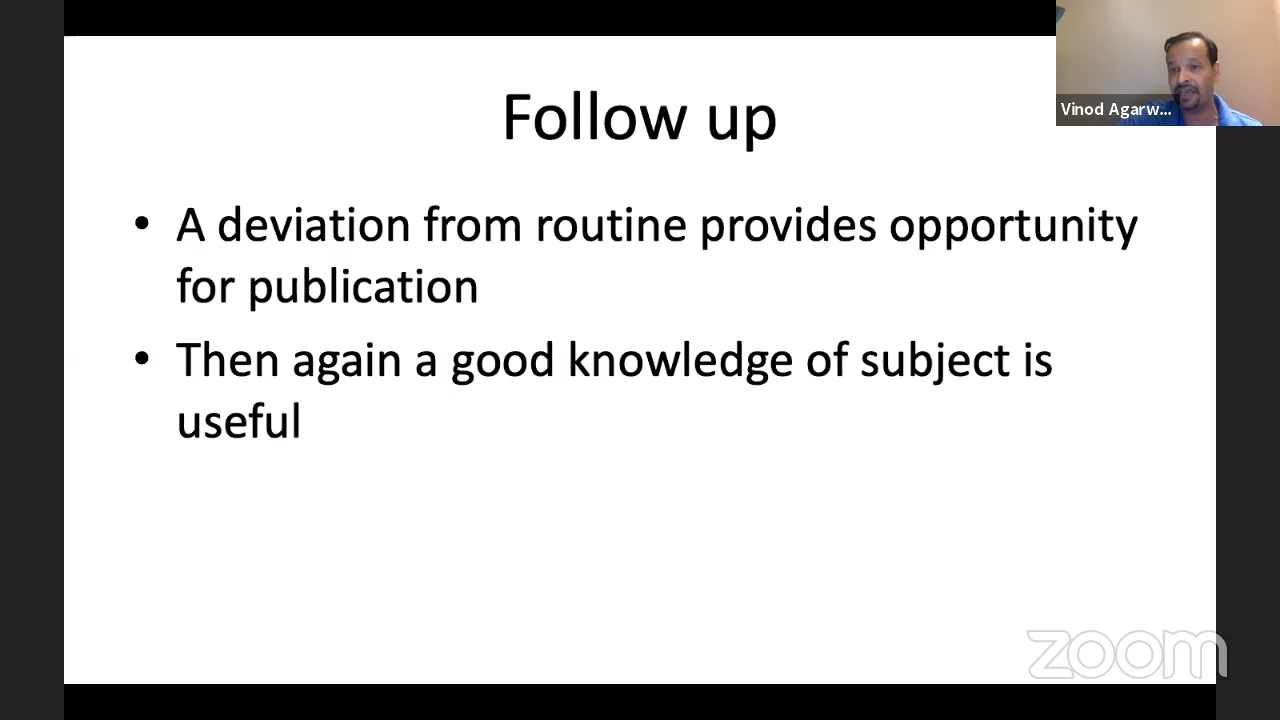 Follow up
Vinod Agarw...
• A deviation from routine provides opportunity
for publication
• Then again a good knowledge of subject is
useful
zoom